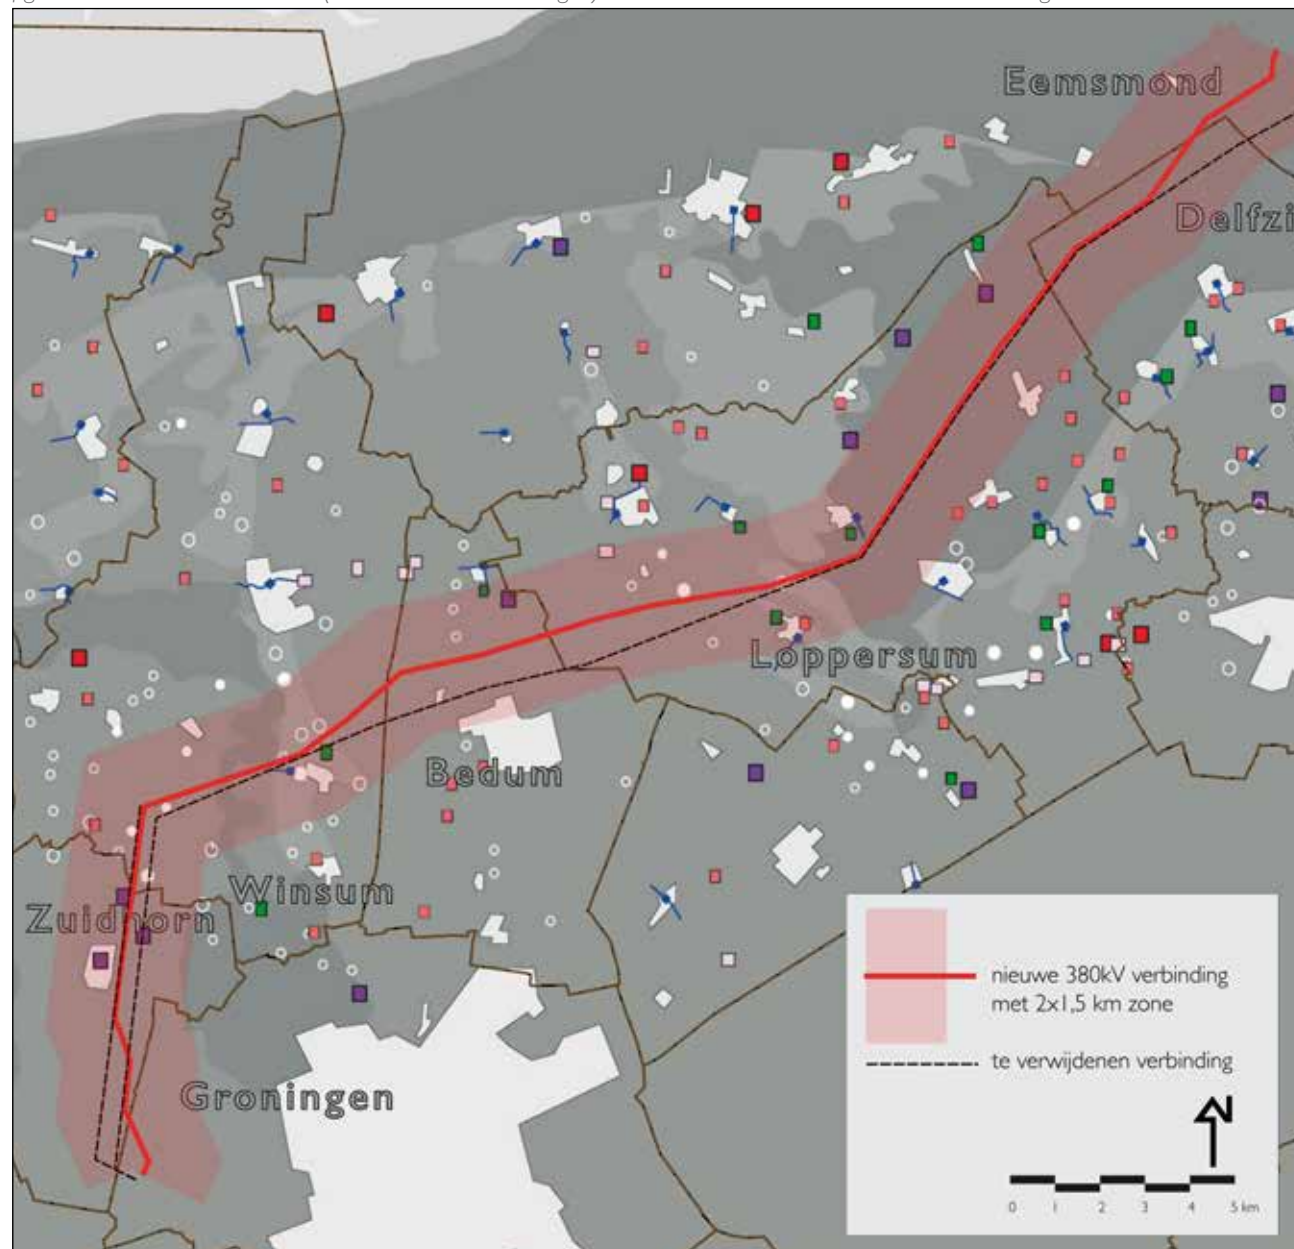 Eemsmond
Delfzi
Loppersum
Bedum
Winsum
Zuidhorn
Groningen
nieuwe 380kV verbinding
met 2x1,5 km zone
te verwijdenen verbinding
N
0 1 2 3 4 5 km